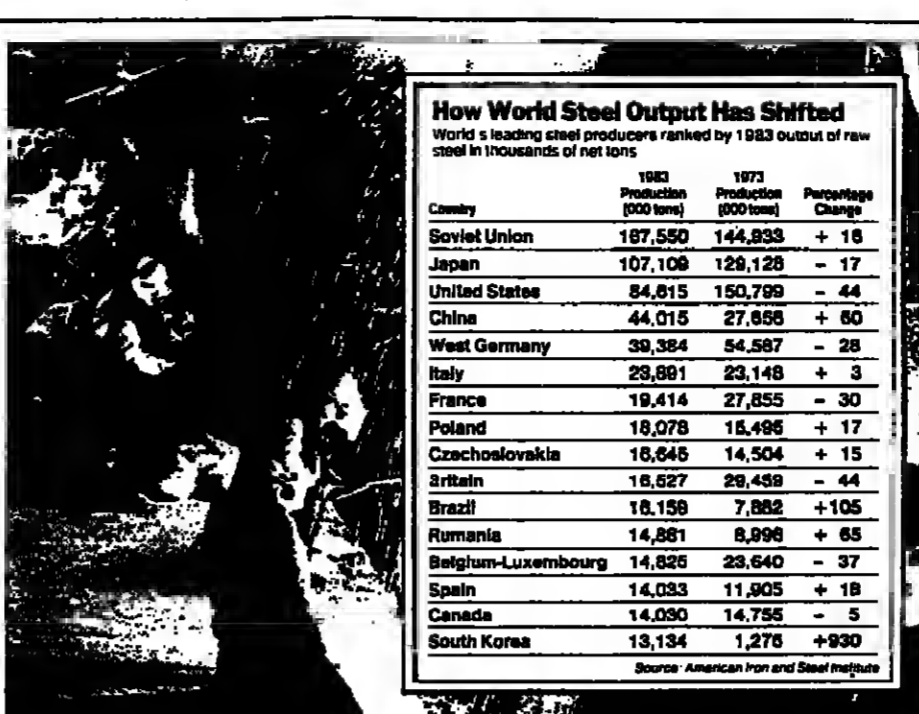 How World Steel Output Has Shifted
World s leading steel producers ranked by 1983 output of raw
steel in thousands of net tons
1983 1973
Production Production Percentage
Country (000 tons) (000 tons) Change
Soviet Union 167,550 144,933 + 16
Japan 107,109 129,128 - 17
United States 84,615 150,799 - 44
China 44,015 27,656 + 60
West Germany 39,384 54,587 - 28
Italy 23,891 23,148 + 3
France 19,414 27,855 - 30
Poland 18,078 15,495 + 17
Czechoslovakia 16,645 14,504 + 15
Britain 16,527 29,459 - 44
Brazil 16,159 7,882 +105
Rumania 14,881 8,996 + 65
Belgium-Luxembourg 14,825 23,640 - 37
Spain 14,033 11,905 + 18
Canada 14,030 14,755 - 5
South Korea 13,134 1,276 +930
Source: American Iron and Steel Institute